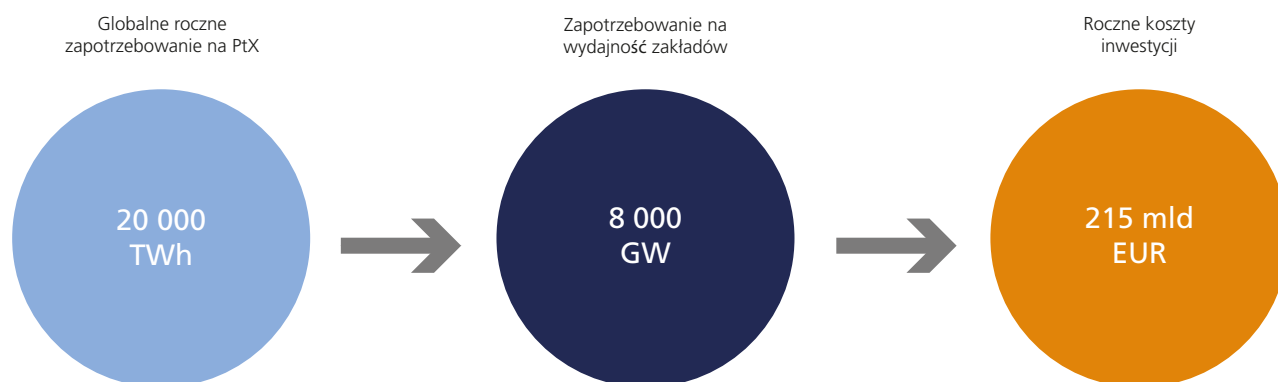 Globalne roczne
zapotrzebowanie na PtX
Zapotrzebowanie na
wydajność zakładów
Roczne koszty
inwestycji
20 000
TWh
8 000
GW
215 mld
EUR